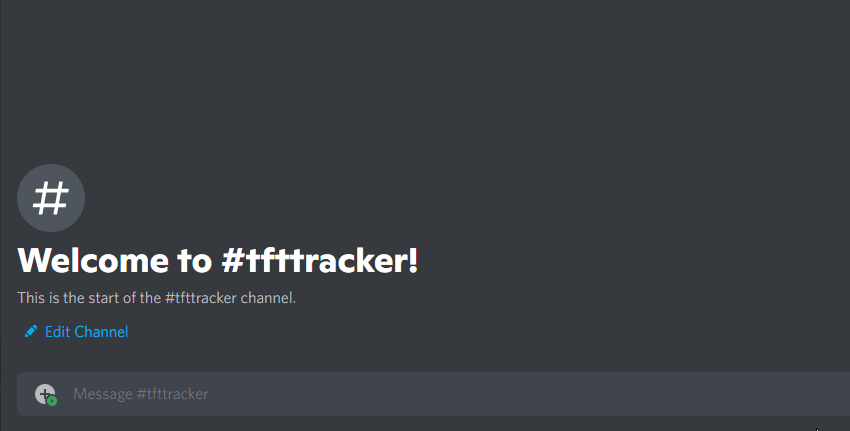 #
Welcome to #tfttracker!
This is the start of the #tfttracker channel.
Edit Channel
Message #tfttracker